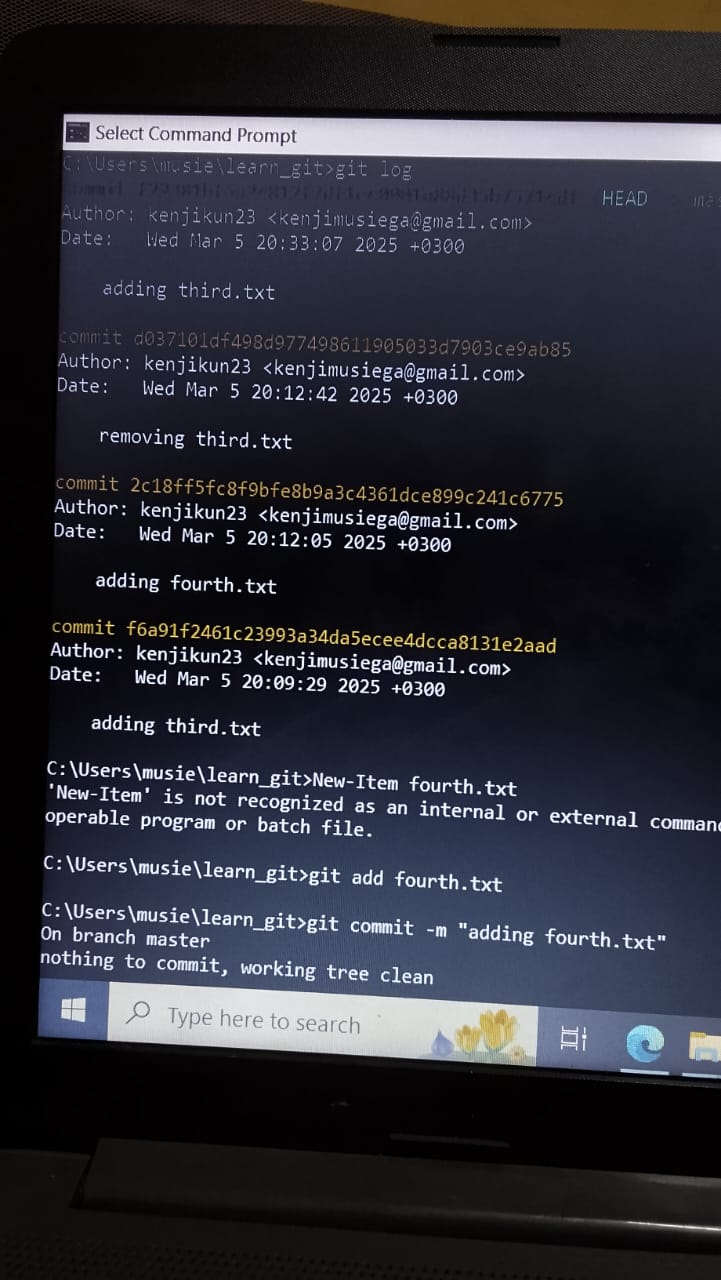 Select Command Prompt
C:\Users\musie\learn_git>git log
HEAD
Author: kenjikun23 <kenjimusiega@gmail.com>
Date:   Wed Mar 5 20:33:07 2025 +0300
adding third.txt
commit d037101df498d977498611905033d7903ce9ab85
Author: kenjikun23 <kenjimusiega@gmail.com>
Date:   Wed Mar 5 20:12:42 2025 +0300
removing third.txt
commit 2c18ff5fc8f9bfe8b9a3c4361dce899c241c6775
Author: kenjikun23 <kenjimusiega@gmail.com>
Date:   Wed Mar 5 20:12:05 2025 +0300
adding fourth.txt
commit f6a91f2461c23993a34da5ecee4dcca8131e2aad
Author: kenjikun23 <kenjimusiega@gmail.com>
Date:   Wed Mar 5 20:09:29 2025 +0300
adding third.txt
C:\Users\musie\learn_git>New-Item fourth.txt
'New-Item' is not recognized as an internal or external comman
operable program or batch file.
C:\Users\musie\learn_git>git add fourth.txt
C:\Users\musie\learn_git>git commit -m "adding fourth.txt"
On branch master
nothing to commit, working tree clean
Type here to search